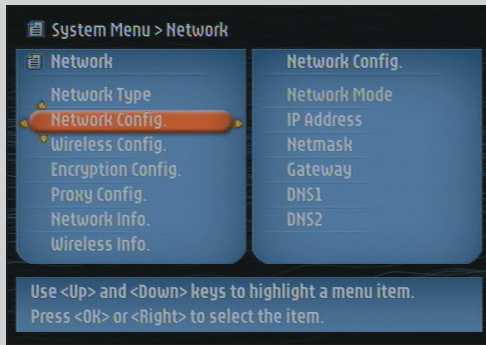 System Menu > Network
Network
Network Type
Network Config.
Wireless Config.
Encryption Config.
Proxy Config.
Network Info.
Wireless Info.
Network Config.
Network Mode
IP Address
Netmask
Gateway
DNS1
DNS2
Use <Up> and <Down> keys to highlight a menu item.
Press <OK> or <Right> to select the item.